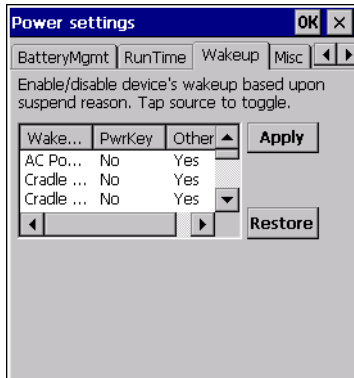 Power settings OK ×
BatteryMgmt RunTime Wakeup Misc
Enable/disable device's wakeup based upon
suspend reason. Tap source to toggle.
Wake... PwrKey Other Apply
AC Po... No Yes
Cradle ... No Yes
Cradle ... No Yes
Restore